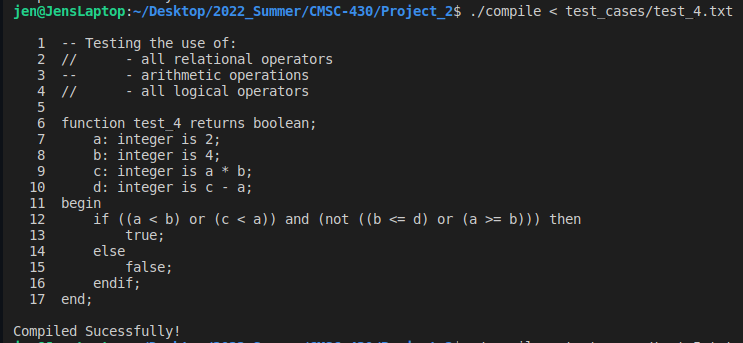 jen@JensLaptop:~/Desktop/2022_Summer/CMSC-430/Project_2$ ./compile < test_cases/test_4.txt
1  -- Testing the use of:
2  //      - all relational operators
3  --      - arithmetic operations
4  //      - all logical operators
5
6  function test_4 returns boolean;
7      a: integer is 2;
8      b: integer is 4;
9      c: integer is a * b;
10      d: integer is c - a;
11  begin
12      if ((a < b) or (c < a)) and (not ((b <= d) or (a >= b))) then
13          true;
14      else
15          false;
16      endif;
17  end;
Compiled Sucessfully!